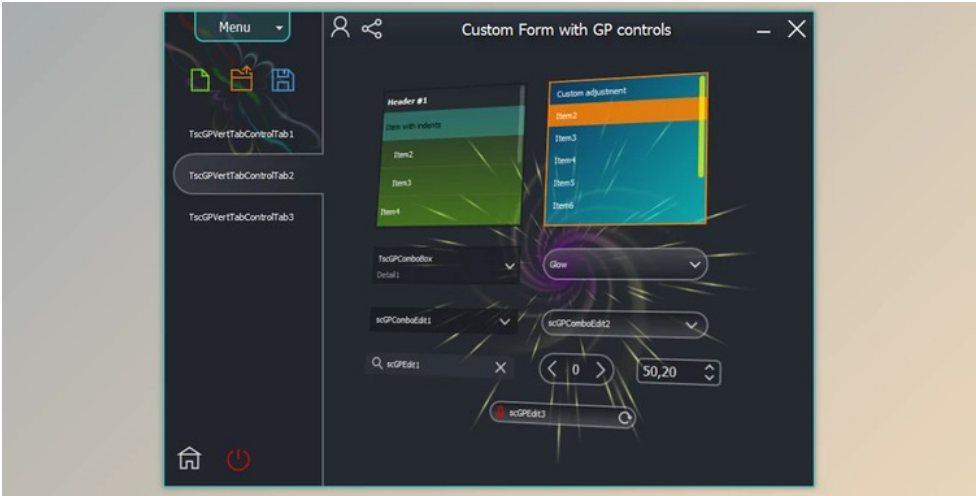 Menu
Custom Form with GP controls
TscGPVertTabControlTab1
TscGPVertTabControlTab2
TscGPVertTabControlTab3
Header #1
Item with indents
Item2
Item3
Item4
Custom adjustment
Item2
Item3
Item4
Item5
Item6
TscGPComboBox
Detail1
Glow
scGPComboEdit1
scGPComboEdit2
scGPEdit1
0
50,20
scGPEdit3